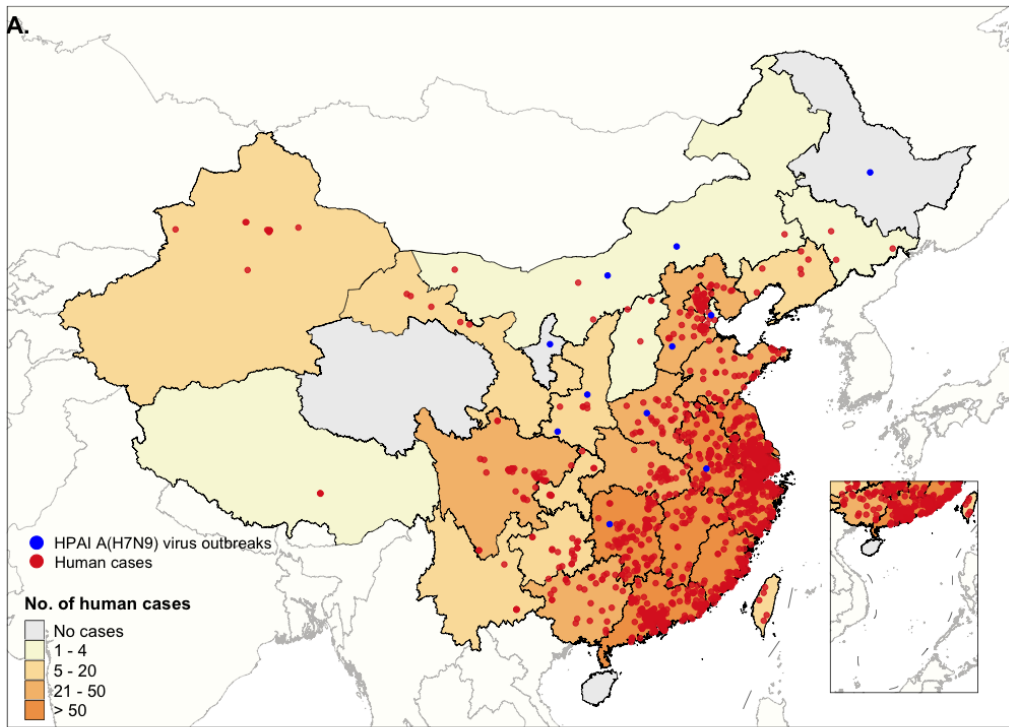 A.
HPAI A(H7N9) virus outbreaks
Human cases
No. of human cases
No cases
1 - 4
5 - 20
21 - 50
> 50